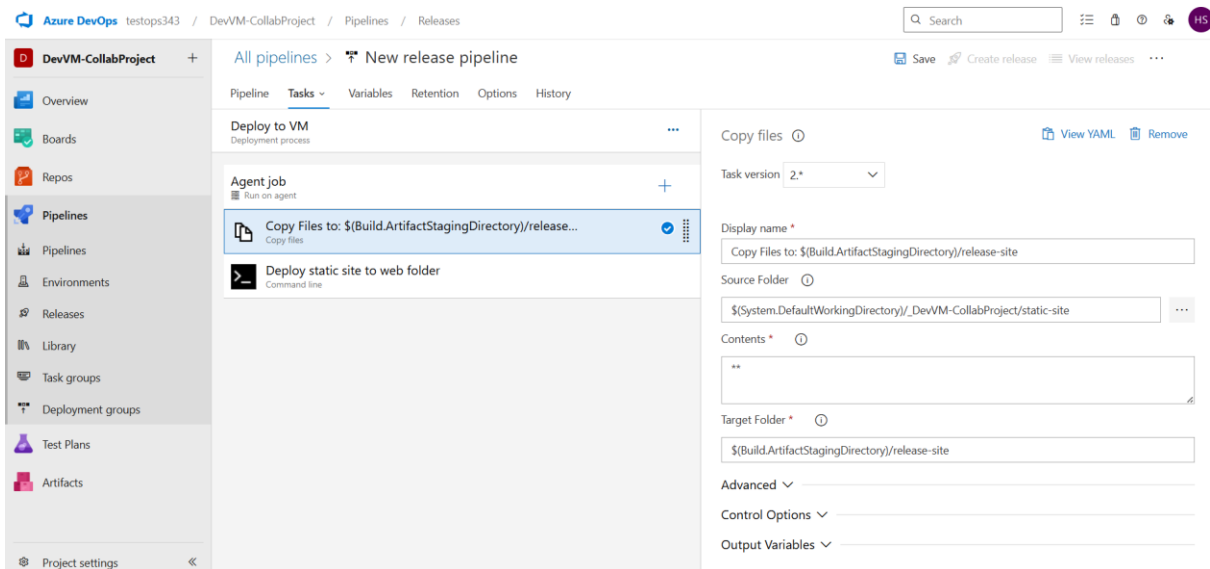 Azure DevOps testops343 / DevVM-CollabProject / Pipelines / Releases
Search
HS
D DevVM-CollabProject +
Overview
Boards
Repos
Pipelines
Pipelines
Environments
Releases
Library
Task groups
Deployment groups
Test Plans
Artifacts
Project settings
All pipelines > New release pipeline
Save Create release View releases ...
Pipeline Tasks Variables Retention Options History
Deploy to VM
Deployment process
...
Agent job
Run on agent
Copy Files to: $(Build.ArtifactStagingDirectory)/release...
Copy files
Deploy static site to web folder
Command line
Copy files
View YAML Remove
Task version 2.*
Display name *
Copy Files to: $(Build.ArtifactStagingDirectory)/release-site
Source Folder
$(System.DefaultWorkingDirectory)/_DevVM-CollabProject/static-site
...
Contents *
**
Target Folder *
$(Build.ArtifactStagingDirectory)/release-site
Advanced
Control Options
Output Variables